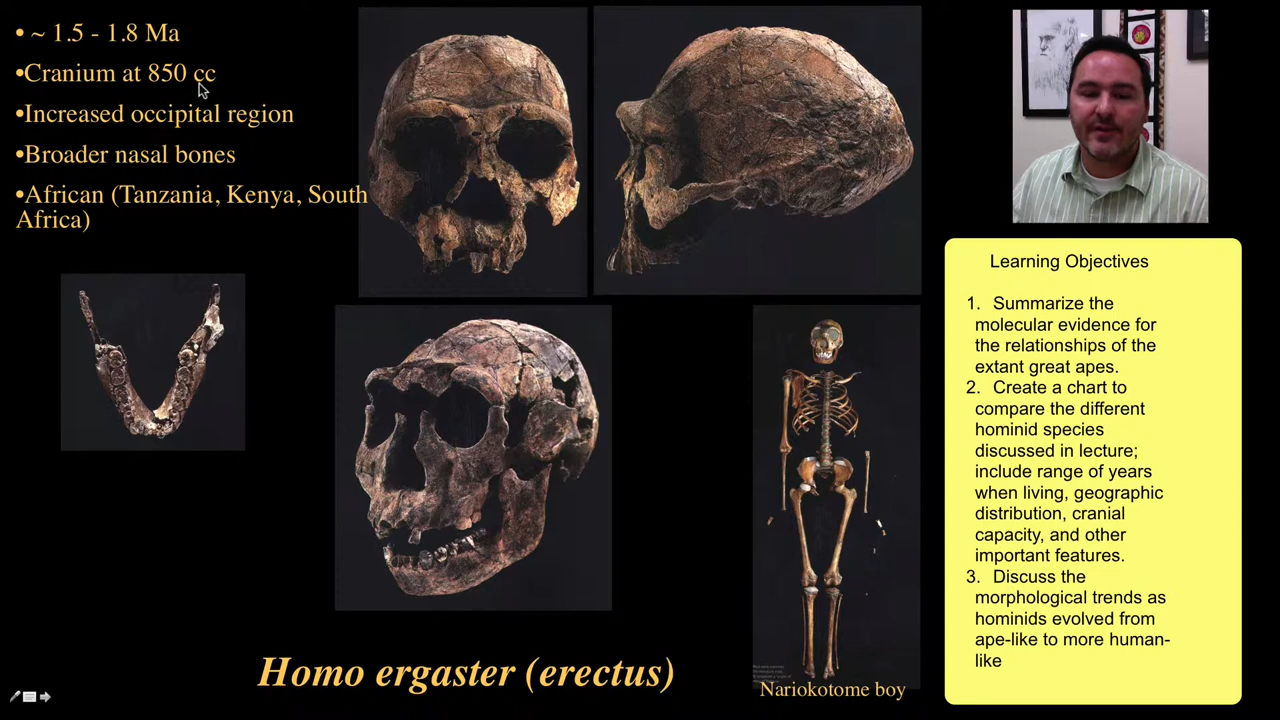 • ~ 1.5 - 1.8 Ma
•Cranium at 850 cc
•Increased occipital region
•Broader nasal bones
•African (Tanzania, Kenya, South
Africa)
Homo ergaster (erectus)
Nariokotome boy
Learning Objectives
1. Summarize the
molecular evidence for
the relationships of the
extant great apes.
2. Create a chart to
compare the different
hominid species
discussed in lecture;
include range of years
when living, geographic
distribution, cranial
capacity, and other
important features.
3. Discuss the
morphological trends as
hominids evolved from
ape-like to more human-
like